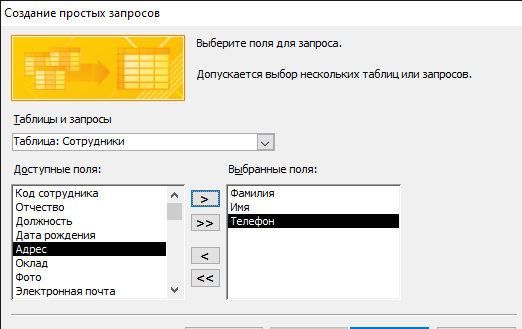 Создание простых запросов
Выберите поля для запроса.
Допускается выбор нескольких таблиц или запросов.
Таблицы и запросы
Таблица: Сотрудники
Доступные поля:
Выбранные поля:
Код сотрудника
Отчество
Должность
Дата рождения
Адрес
Оклад
Фото
Электронная почта
>
>>
<
<<
Фамилия
Имя
Телефон